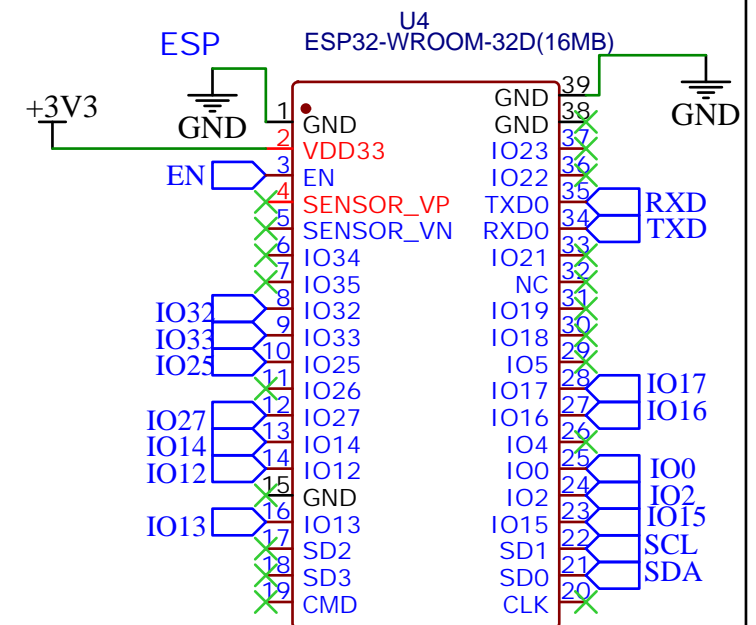 U4
ESP
ESP32-WROOM-32D(16MB)
+3V3
GND
GND
1 GND
2 VDD33
EN 3 EN
4 SENSOR_VP
5 SENSOR_VN
6 IO34
7 IO35
IO32 8 IO32
IO33 9 IO33
IO25 10 IO25
11 IO26
IO27 12 IO27
IO14 13 IO14
IO12 14 IO12
15 GND
IO13 16 IO13
17 SD2
18 SD3
19 CMD
GND 39
GND 38
IO23 37
IO22 36
TXD0 35 RXD
RXD0 34 TXD
IO21 33
NC 32
IO19 31
IO18 30
IO5 29
IO17 28 IO17
IO16 27 IO16
IO4 26
IO0 25 IO0
IO2 24 IO2
IO15 23 IO15
SD1 22 SCL
SD0 21 SDA
CLK 20